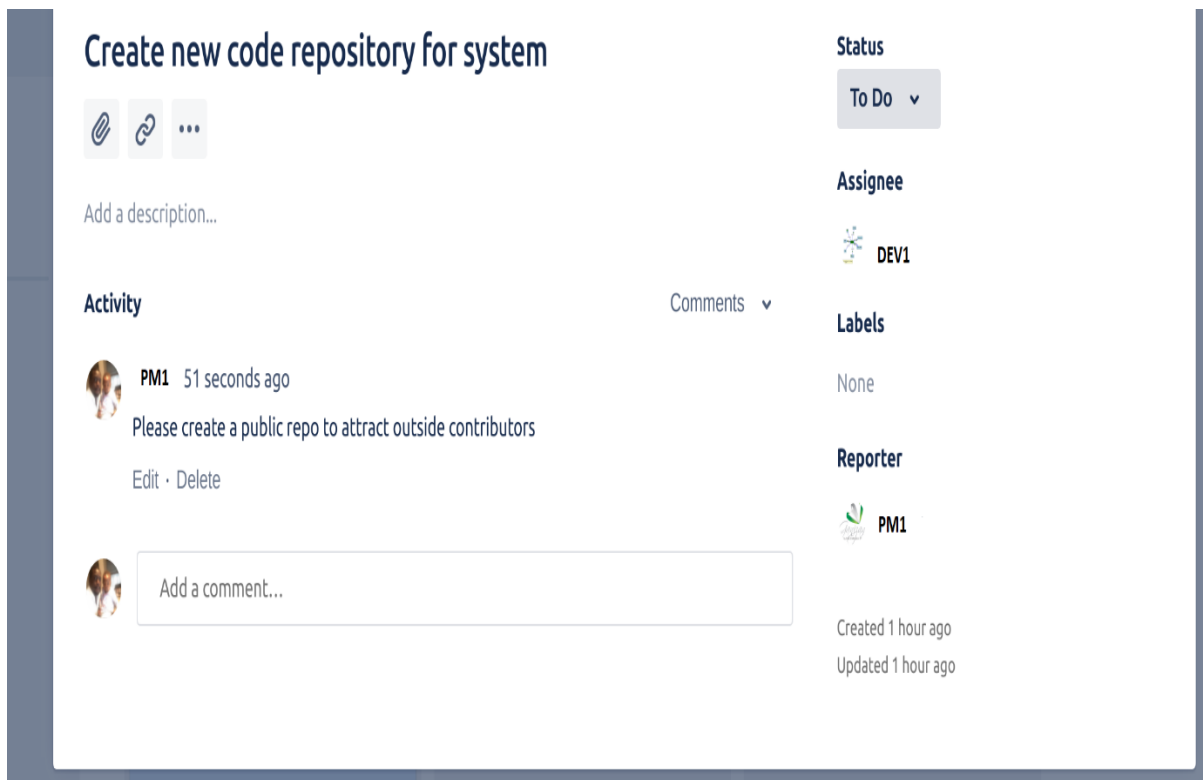 Create new code repository for system
Add a description...
Activity
Comments
PM1 51 seconds ago
Please create a public repo to attract outside contributors
Edit · Delete
Add a comment...
Status
To Do
Assignee
DEV1
Labels
None
Reporter
PM1
Created 1 hour ago
Updated 1 hour ago